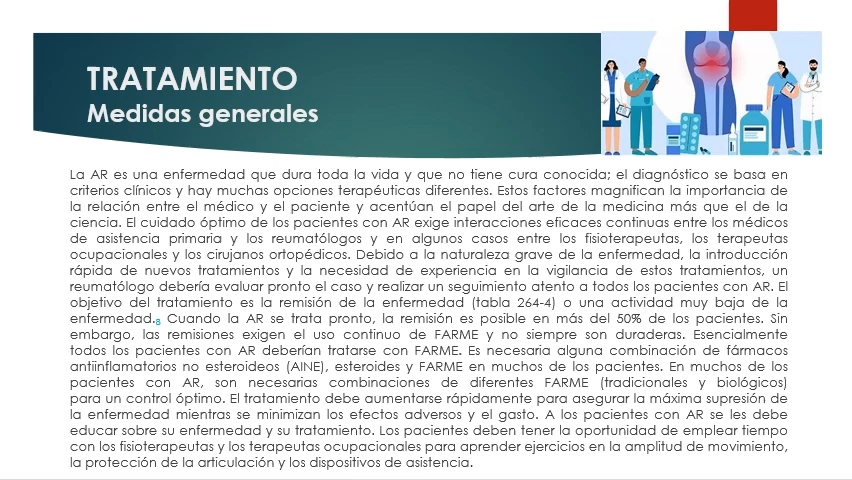 TRATAMIENTO
Medidas generales
La AR es una enfermedad que dura toda la vida y que no tiene cura conocida; el diagnóstico se basa en
criterios clínicos y hay muchas opciones terapéuticas diferentes. Estos factores magnifican la importancia de
la relación entre el médico y el paciente y acentúan el papel del arte de la medicina más que el de la
ciencia. El cuidado óptimo de los pacientes con AR exige interacciones eficaces continuas entre los médicos
de asistencia primaria y los reumatólogos y en algunos casos entre los fisioterapeutas, los terapeutas
ocupacionales y los cirujanos ortopédicos. Debido a la naturaleza grave de la enfermedad, la introducción
rápida de nuevos tratamientos y la necesidad de experiencia en la vigilancia de estos tratamientos, un
reumatólogo debería evaluar pronto el caso y realizar un seguimiento atento a todos los pacientes con AR. El
objetivo del tratamiento es la remisión de la enfermedad (tabla 264-4) o una actividad muy baja de la
enfermedad.8 Cuando la AR se trata pronto, la remisión es posible en más del 50% de los pacientes. Sin
embargo, las remisiones exigen el uso continuo de FARME y no siempre son duraderas. Esencialmente
todos los pacientes con AR deberían tratarse con FARME. Es necesaria alguna combinación de fármacos
antiinflamatorios no esteroideos (AINE), esteroides y FARME en muchos de los pacientes. En muchos de los
pacientes con AR, son necesarias combinaciones de diferentes FARME (tradicionales y biológicos)
para un control óptimo. El tratamiento debe aumentarse rápidamente para asegurar la máxima supresión de
la enfermedad mientras se minimizan los efectos adversos y el gasto. A los pacientes con AR se les debe
educar sobre su enfermedad y su tratamiento. Los pacientes deben tener la oportunidad de emplear tiempo
con los fisioterapeutas y los terapeutas ocupacionales para aprender ejercicios en la amplitud de movimiento,
la protección de la articulación y los dispositivos de asistencia.